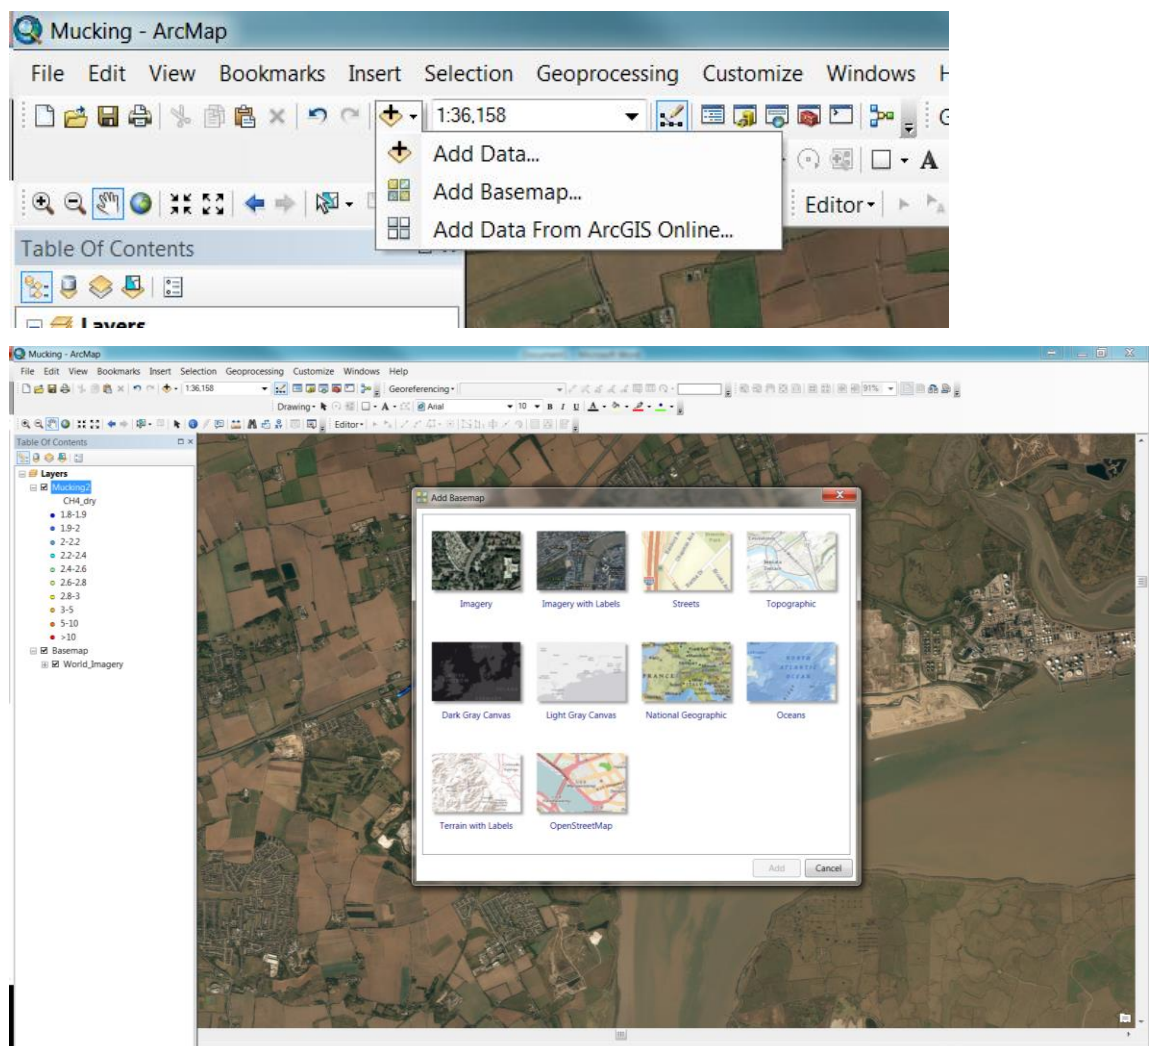 Mucking - ArcMap
File Edit View Bookmarks Insert Selection Geoprocessing Customize Windows
1:36,158
Add Data...
A
Add Basemap...
Editor
Add Data From ArcGIS Online...
Table Of Contents
Layers
Mucking - ArcMap
File Edit View Bookmarks Insert Selection Geoprocessing Customize Windows Help
1:36,158 Georeferencing 91%
Drawing A Arial 10 B I U A
Editor
Table Of Contents
Layers
Mucking2
CH4_dry
1.8-1.9
1.9-2
2-2.2
2.2-2.4
2.4-2.6
2.6-2.8
2.8-3
3-5
5-10
>10
Basemap
World_Imagery
Add Basemap
Imagery Imagery with Labels Streets Topographic
FRANCE
NORTH
ATLANTIC
OCEAN
Dark Gray Canvas Light Gray Canvas National Geographic Oceans
Terrain with Labels OpenStreetMap
Add Cancel